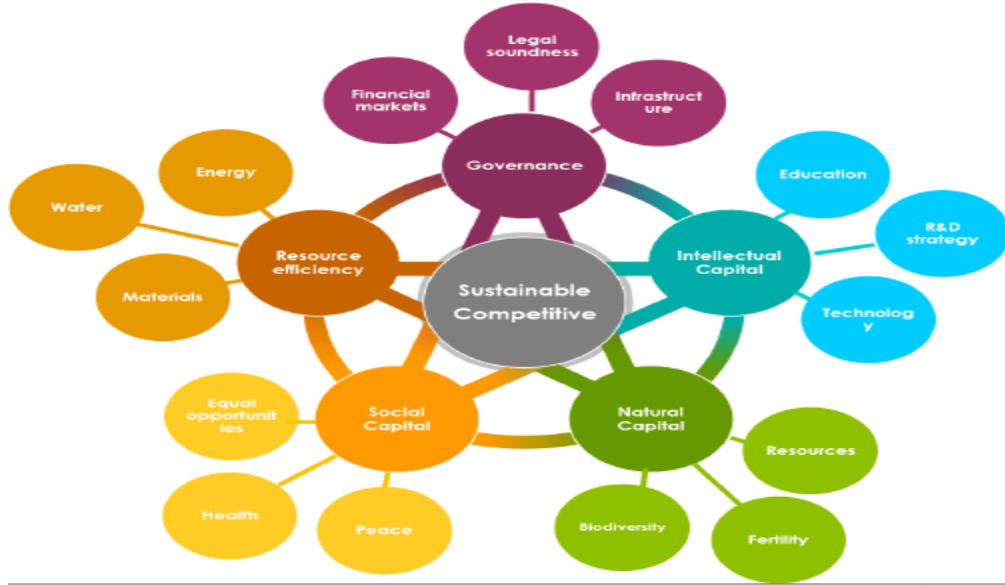 Legal
soundness
Financial
markets
Infrastruct
ure
Governance
Energy
Education
Water
R&D
strategy
Resource
efficiency
Intellectual
Capital
Materials
Sustainable
Competitive
Technolog
y
Equal
opportunit
ies
Social
Capital
Natural
Capital
Resources
Health
Peace
Biodiversity
Fertility